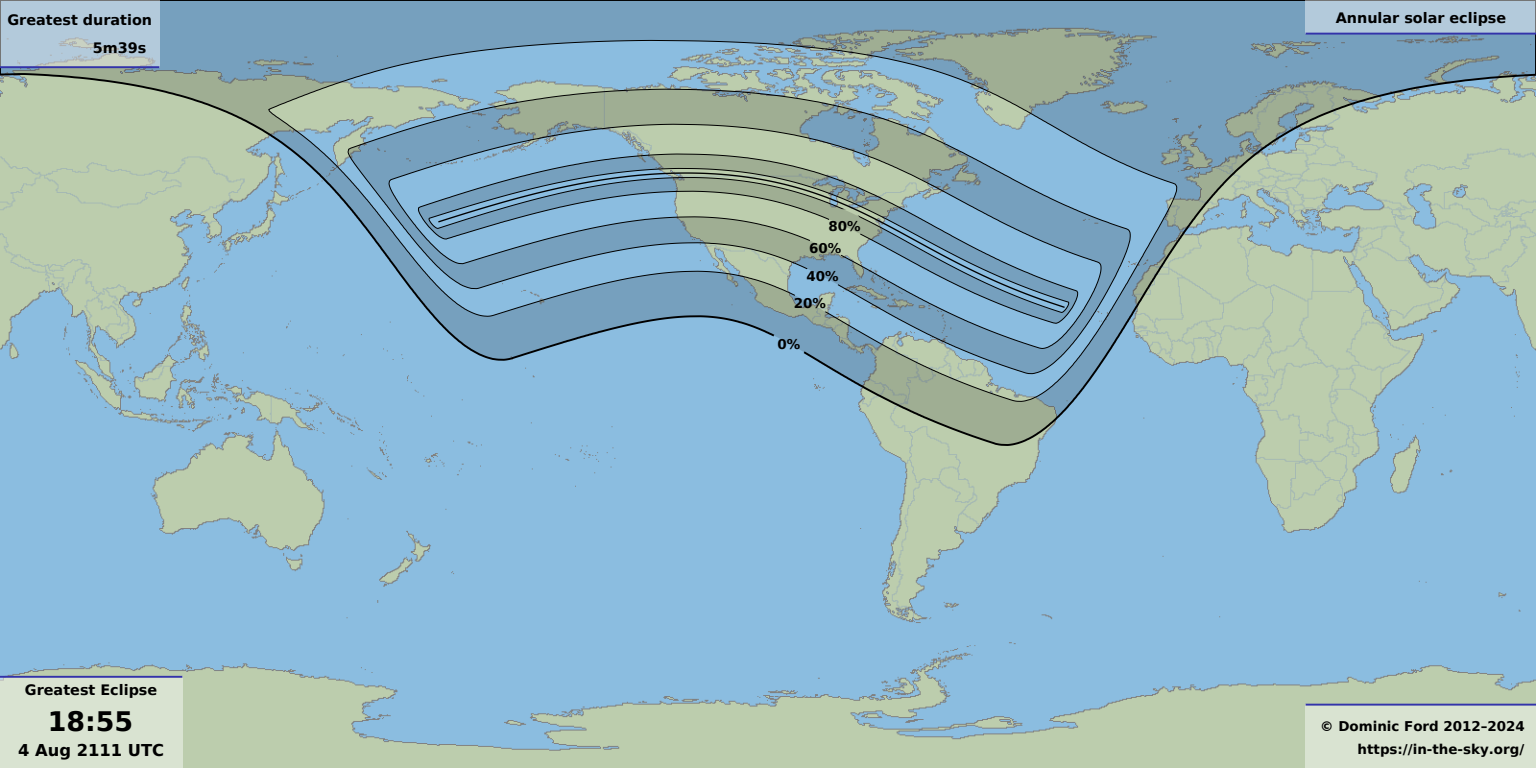 Greatest duration
5m39s
Annular solar eclipse
80%
60%
40%
20%
0%
Greatest Eclipse
18:55
4 Aug 2111 UTC
© Dominic Ford 2012–2024
https://in-the-sky.org/